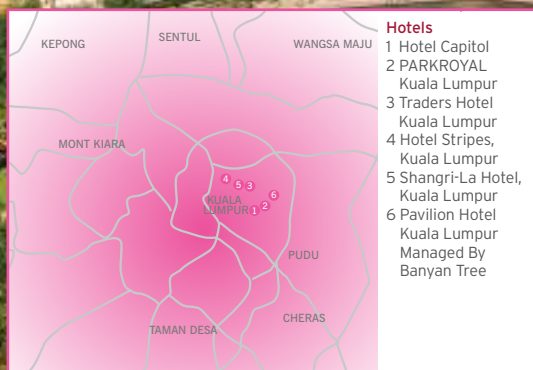 KEPONG
SENTUL
WANGSA MAJU
MONT KIARA
4
5 3
6
KUALA
LUMPUR 1 2
PUDU
CHERAS
TAMAN DESA
Hotels
1 Hotel Capitol
2 PARKROYAL
Kuala Lumpur
3 Traders Hotel
Kuala Lumpur
4 Hotel Stripes,
Kuala Lumpur
5 Shangri-La Hotel,
Kuala Lumpur
6 Pavilion Hotel
Kuala Lumpur
Managed By
Banyan Tree